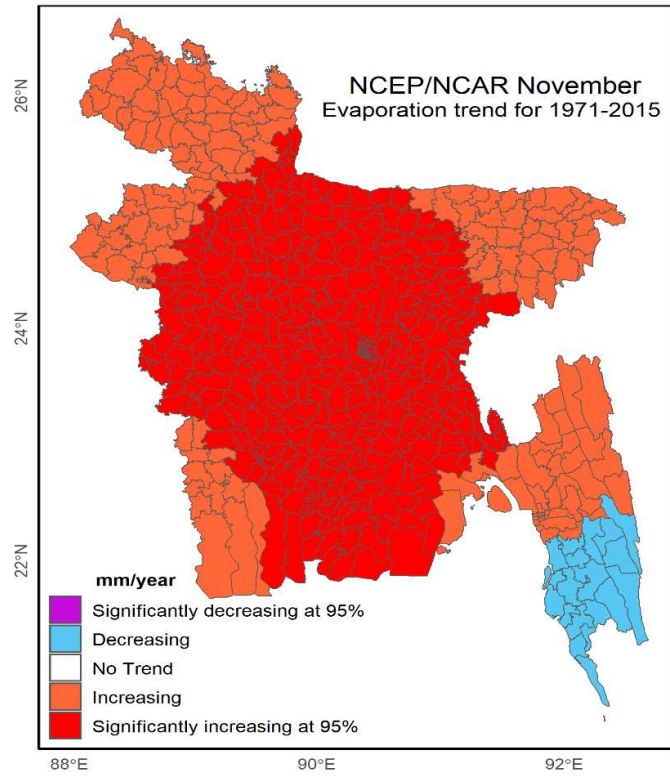 NCEP/NCAR November
Evaporation trend for 1971-2015
26°N
24°N
22°N
mm/year
Significantly decreasing at 95%
Decreasing
No Trend
Increasing
Significantly increasing at 95%
88°E
90°E
92°E